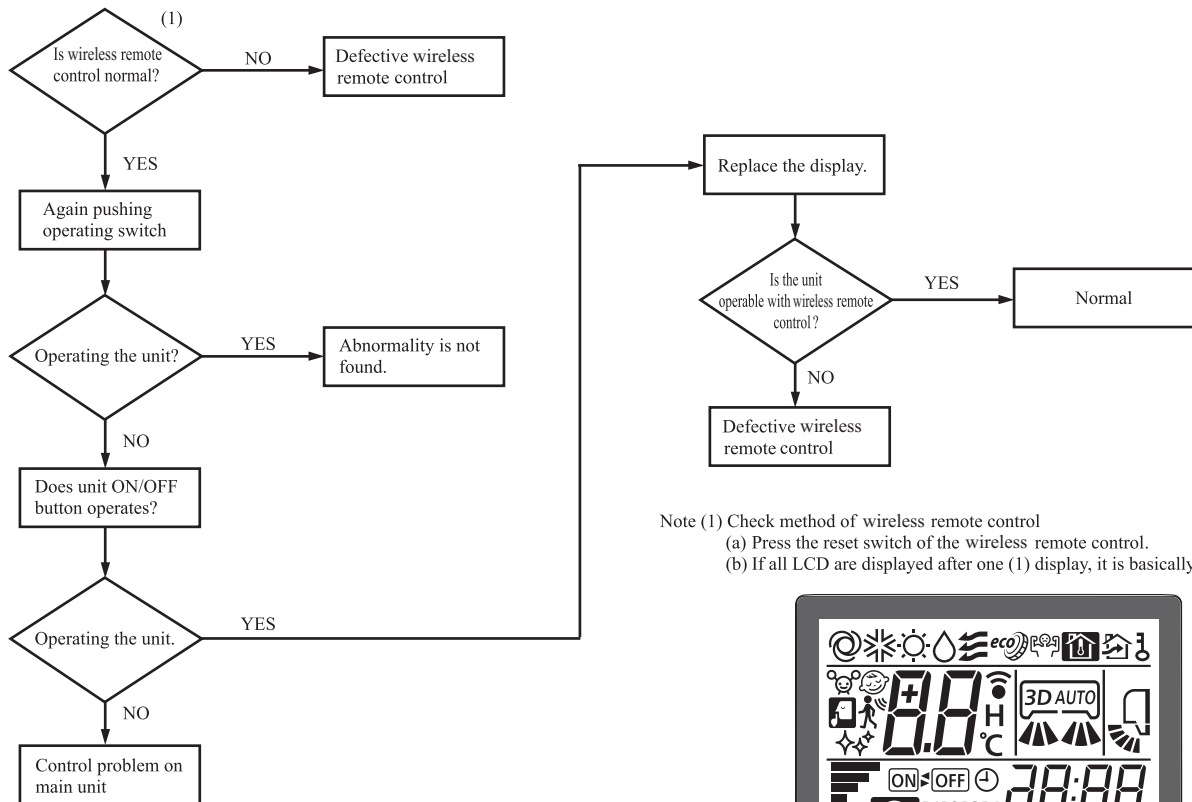 (1)
Is wireless remote
control normal?
NO
Defective wireless
remote control
YES
Again pushing
operating switch
Operating the unit?
YES
Abnormality is not
found.
NO
Does unit ON/OFF
button operates?
Operating the unit.
YES
NO
Control problem on
main unit
Replace the display.
Is the unit
operable with wireless remote
control ?
YES
Normal
NO
Defective wireless
remote control
Note (1) Check method of wireless remote control
(a) Press the reset switch of the wireless remote control.
(b) If all LCD are displayed after one (1) display, it is basically
eco
8.8
H
°C
3D AUTO
ON OFF